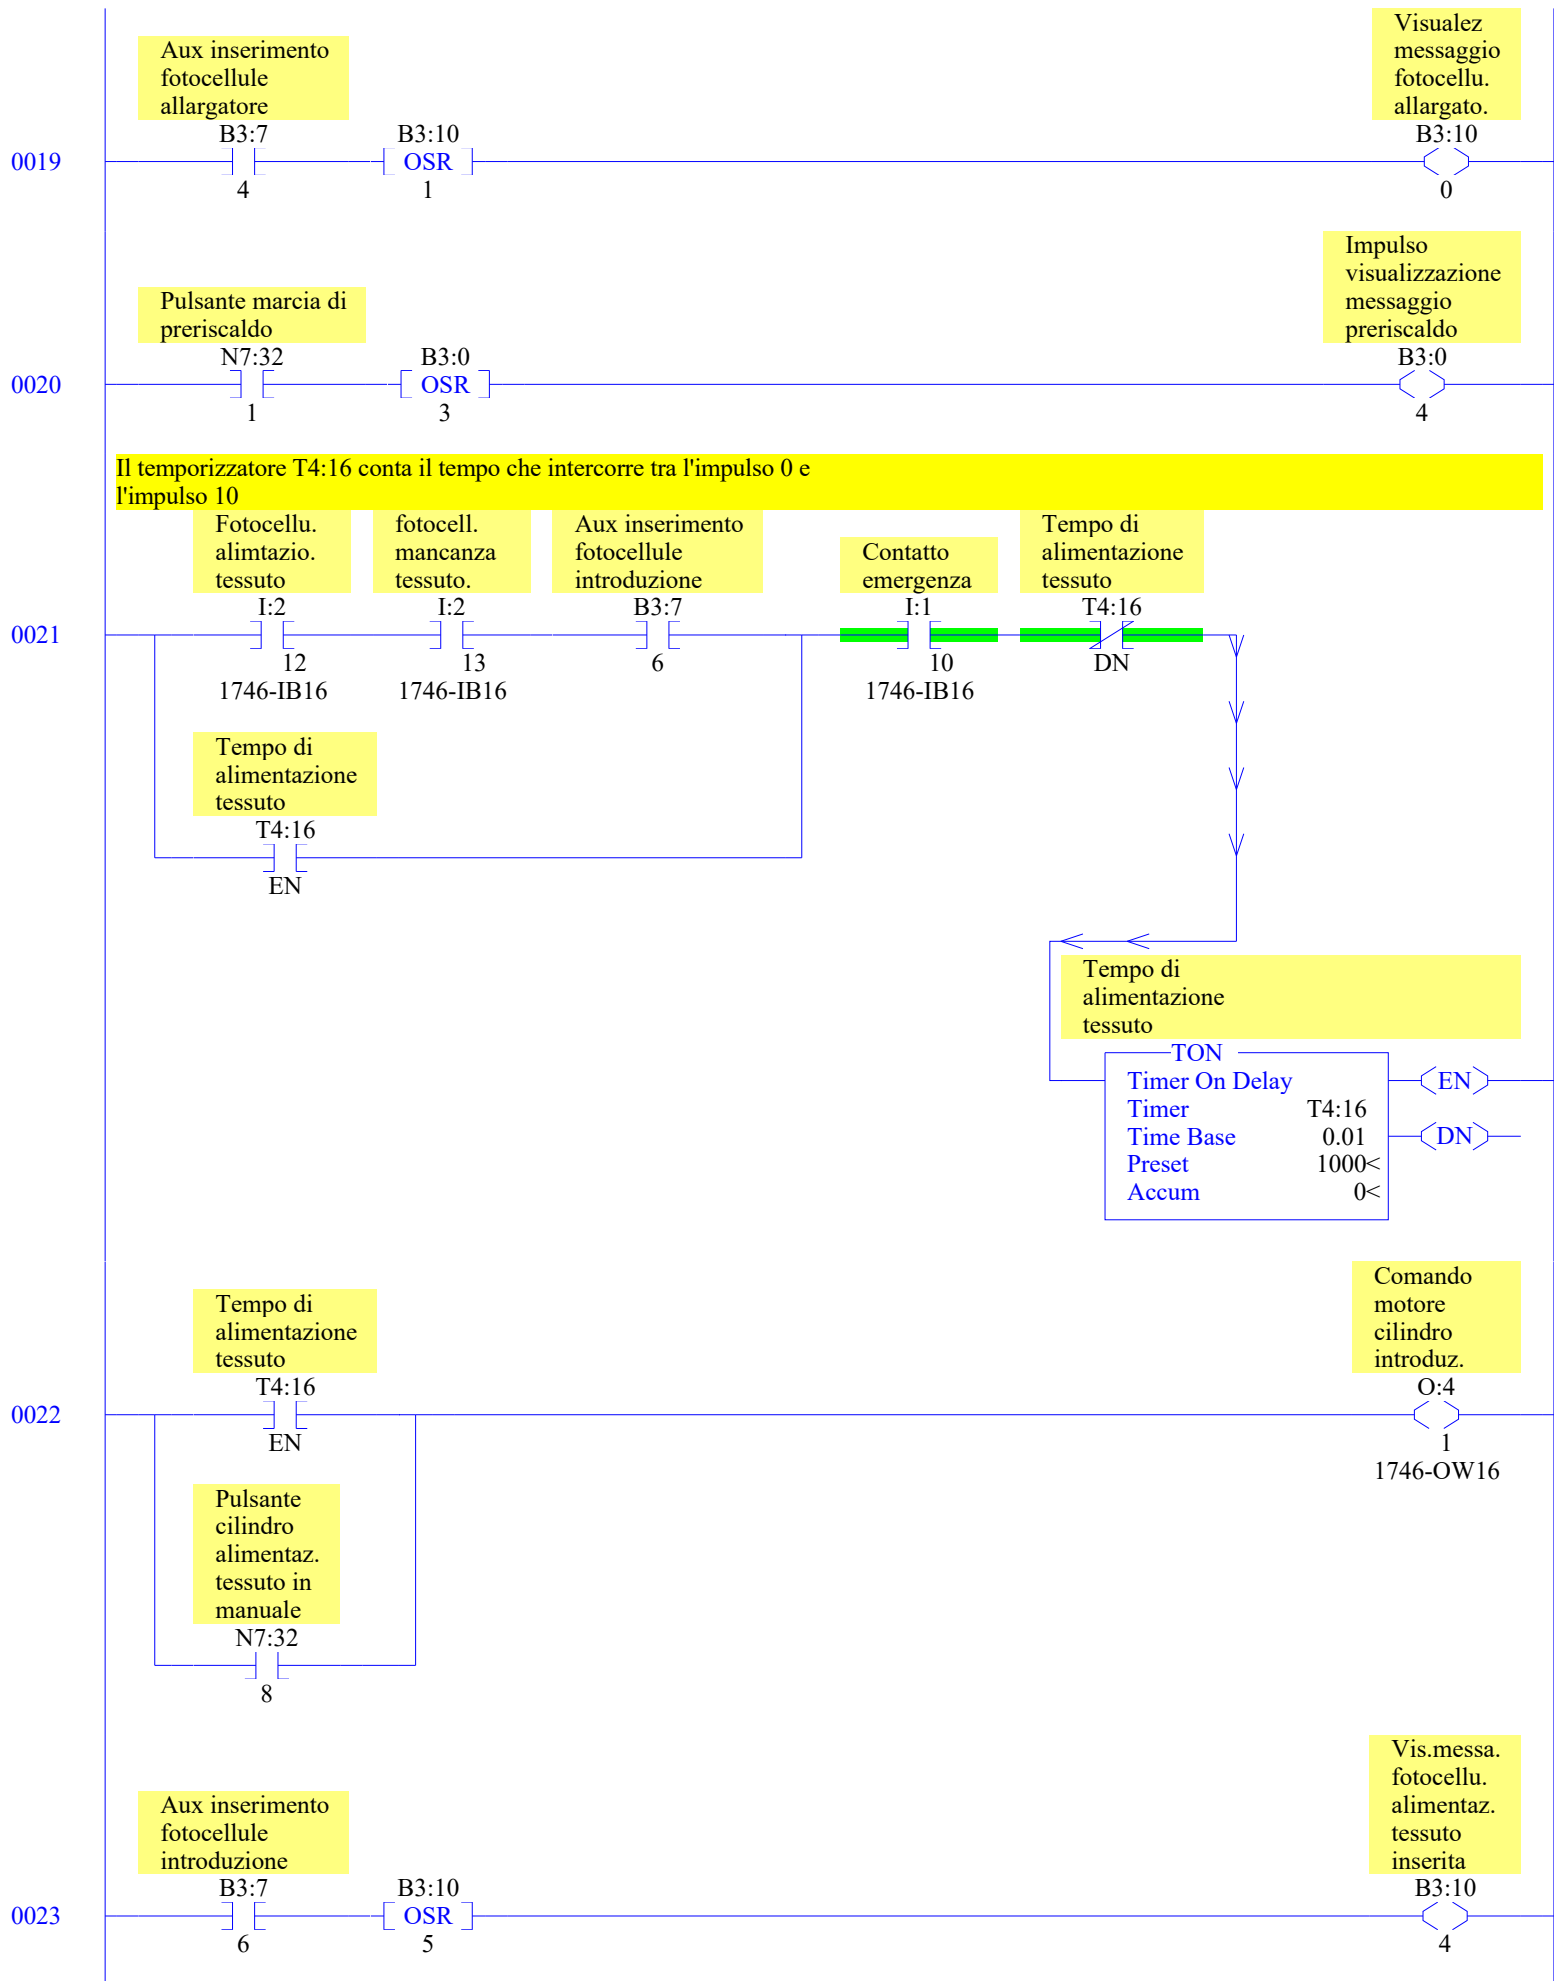 Aux inserimento
fotocellule
allargatore
Visualez
messaggio
fotocellu.
allargato.
B3:7
B3:10
B3:10
0019
OSR
4
1
0
Pulsante marcia di
preriscaldo
Impulso
visualizzazione
messaggio
preriscaldo
N7:32
B3:0
B3:0
0020
OSR
1
3
4
Il temporizzatore T4:16 conta il tempo che intercorre tra l'impulso 0 e
l'impulso 10
Fotocellu.
alimtazio.
tessuto
fotocell.
mancanza
tessuto.
Aux inserimento
fotocellule
introduzione
Contatto
emergenza
Tempo di
alimentazione
tessuto
I:2
I:2
B3:7
I:1
T4:16
0021
12
13
6
10
DN
1746-IB16
1746-IB16
1746-IB16
Tempo di
alimentazione
tessuto
T4:16
EN
Tempo di
alimentazione
tessuto
TON
Timer On Delay
EN
Timer T4:16
Time Base 0.01
DN
Preset 1000<
Accum 0<
Tempo di
alimentazione
tessuto
Comando
motore
cilindro
introduz.
T4:16
O:4
0022
EN
1
1746-OW16
Pulsante
cilindro
alimentaz.
tessuto in
manuale
N7:32
8
Aux inserimento
fotocellule
introduzione
Vis.messa.
fotocellu.
alimentaz.
tessuto
inserita
B3:7
B3:10
B3:10
0023
OSR
6
5
4